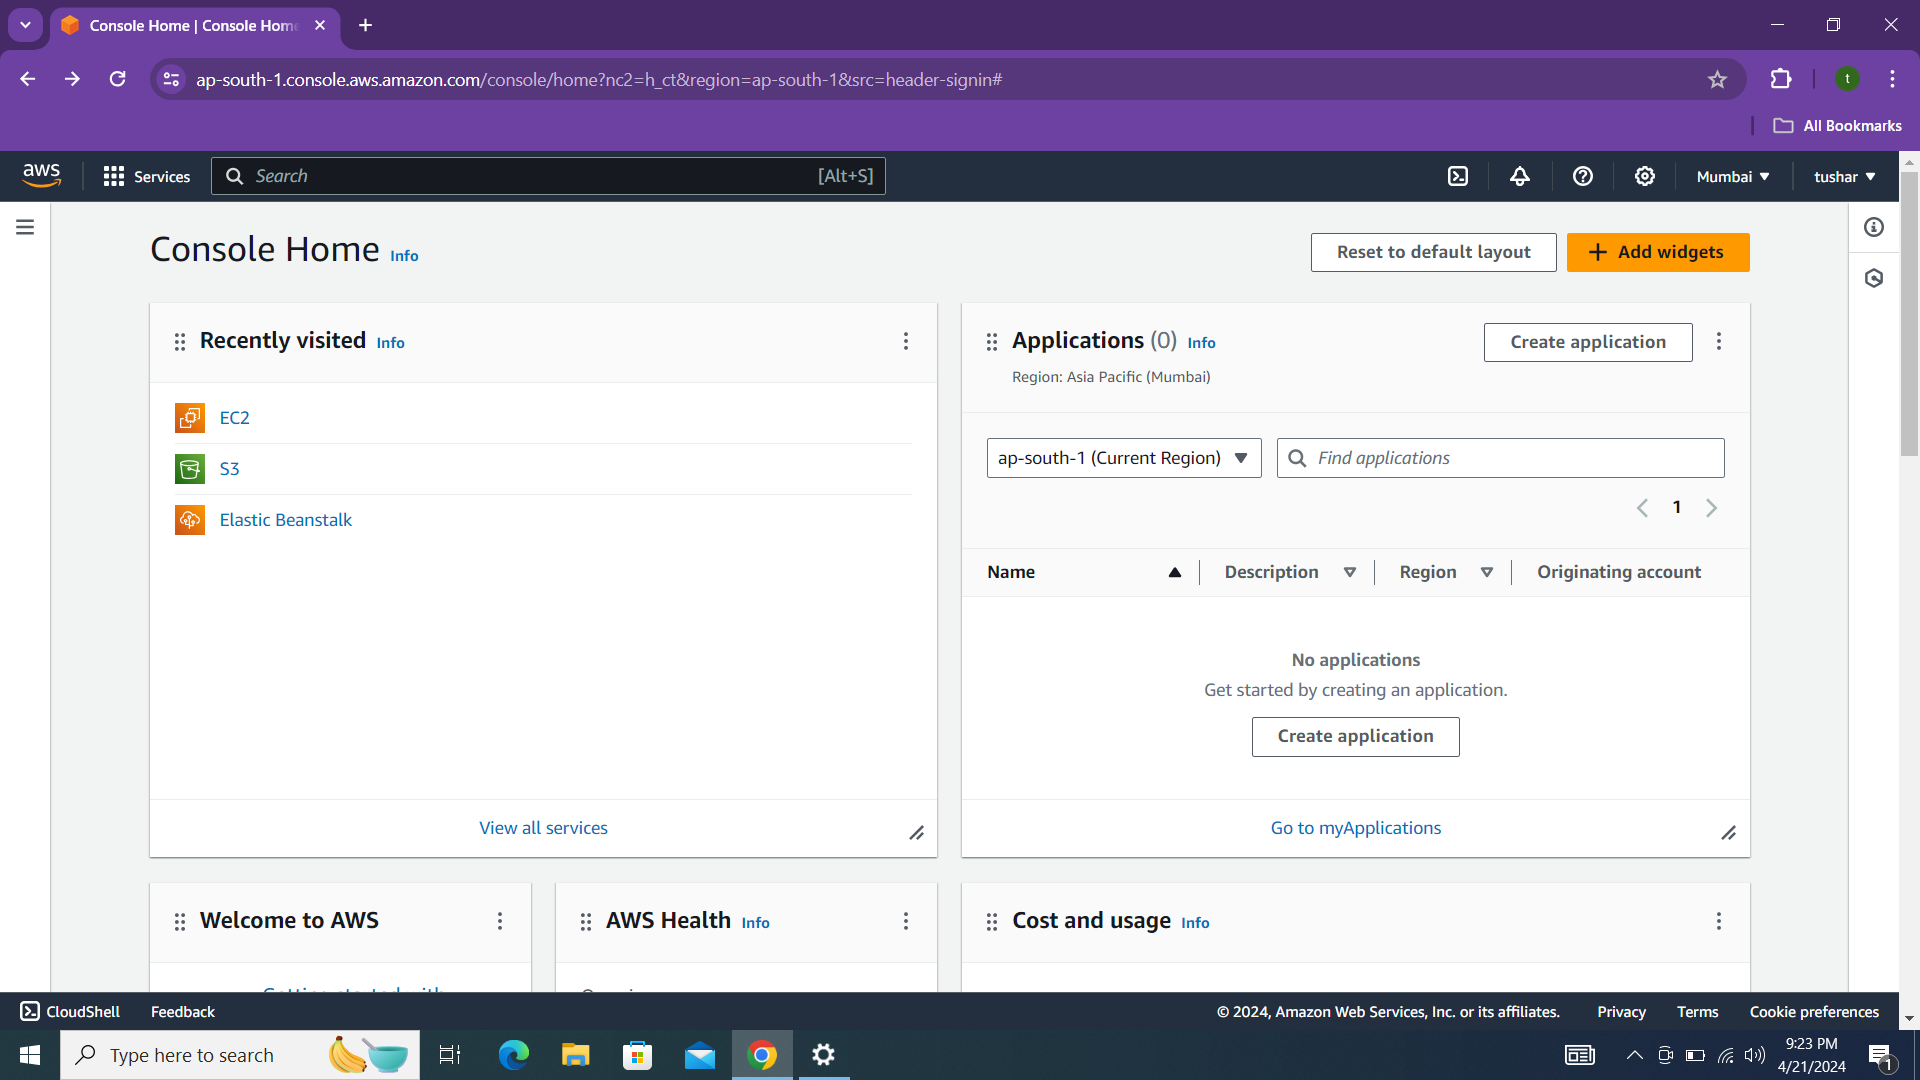 Console Home | Console Home
ap-south-1.console.aws.amazon.com/console/home?nc2=h_ct&region=ap-south-1&src=header-signin#
t
All Bookmarks
aws
Services
Search
[Alt+S]
Mumbai
tushar
Console Home Info
Reset to default layout
Add widgets
Recently visited Info
EC2
S3
Elastic Beanstalk
View all services
Applications (0) Info
Region: Asia Pacific (Mumbai)
Create application
ap-south-1 (Current Region)
Find applications
1
Name
Description
Region
Originating account
No applications
Get started by creating an application.
Create application
Go to myApplications
Welcome to AWS
AWS Health Info
Cost and usage Info
CloudShell
Feedback
© 2024, Amazon Web Services, Inc. or its affiliates.
Privacy
Terms
Cookie preferences
Type here to search
9:23 PM
4/21/2024
1